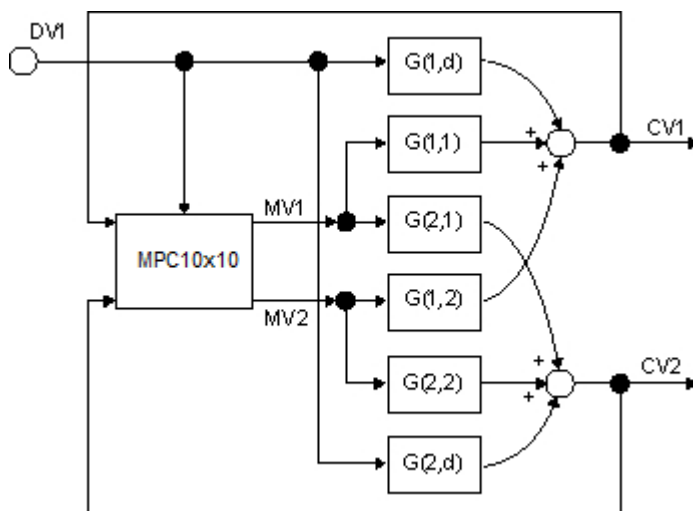 DV1
G(1,d)
+
CV1
G(1,1)
+
MV1
G(2,1)
MPC10x10
G(1,2)
MV2
+
CV2
G(2,2)
+
G(2,d)